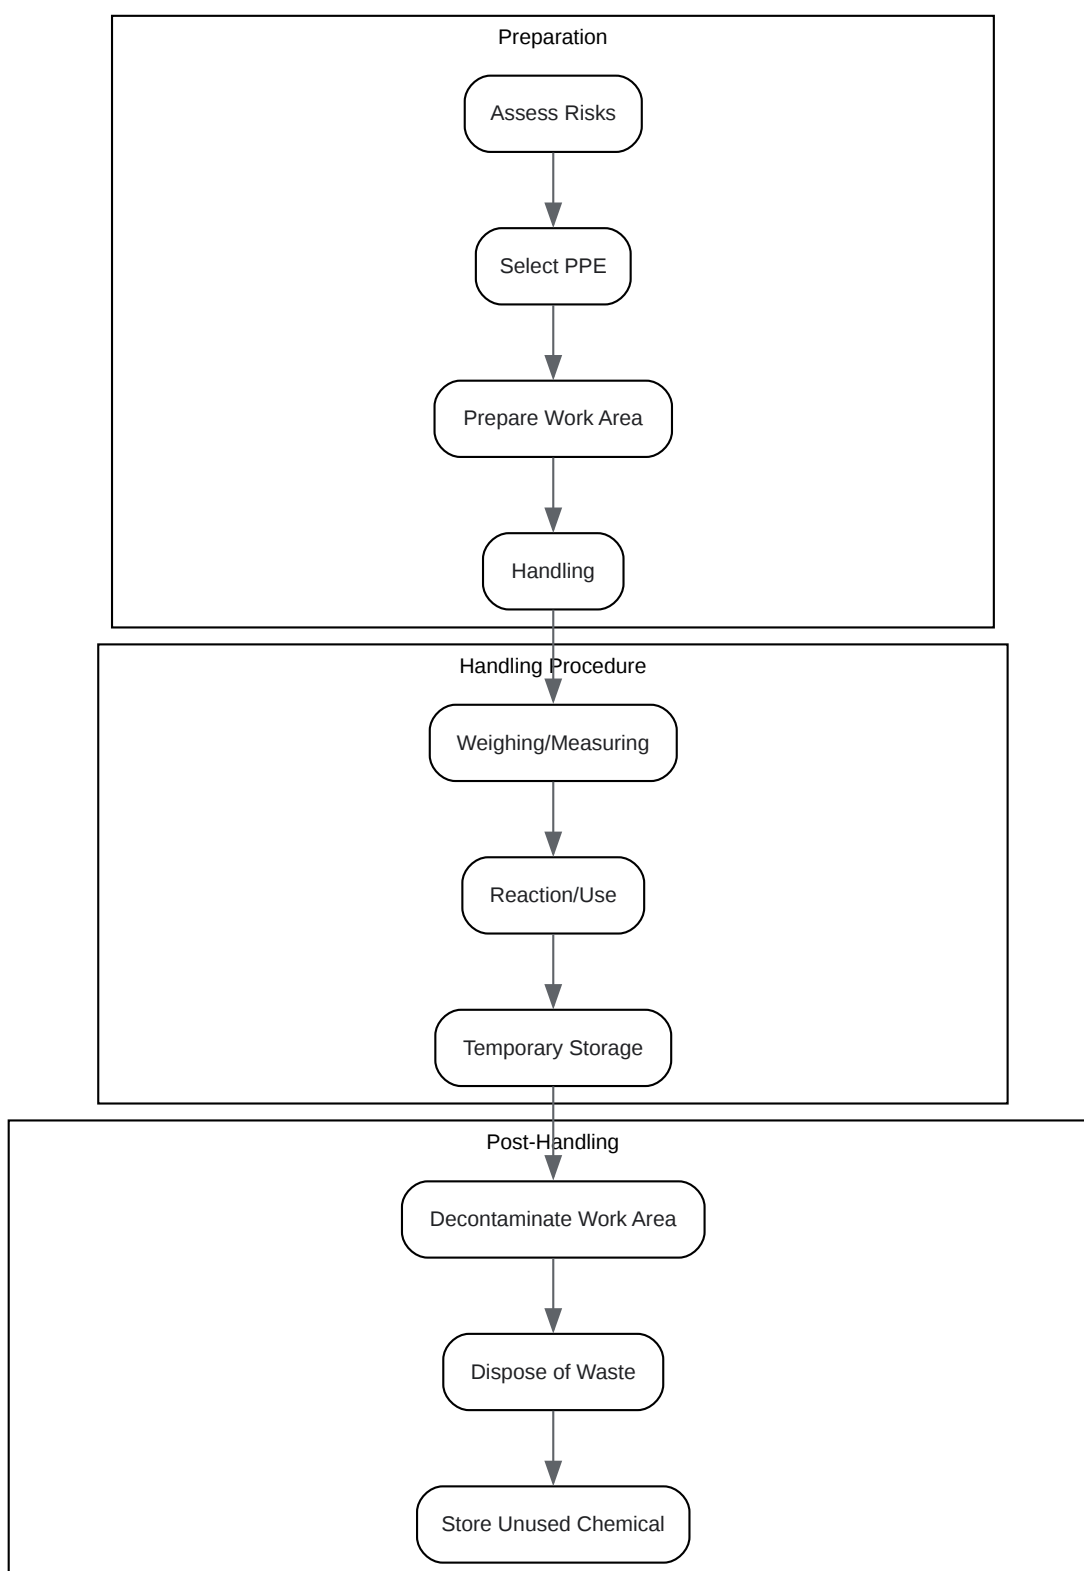 Preparation
Assess Risks
Select PPE
Prepare Work Area
Handling
Handling Procedure
Weighing/Measuring
Reaction/Use
Temporary Storage
Post-Handling
Decontaminate Work Area
Dispose of Waste
Store Unused Chemical